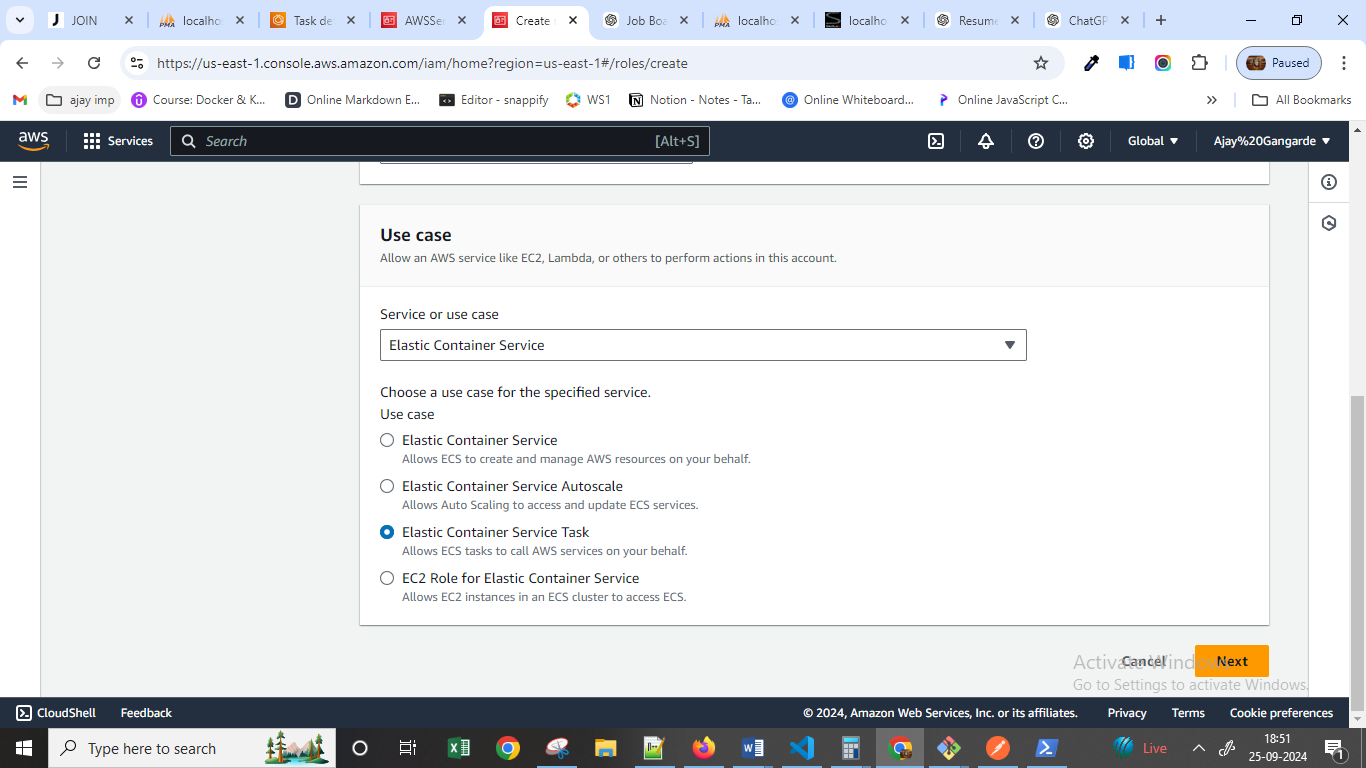 JOIN
localho
Task de
AWSSe
Create
Job Boa
localho
localho
Resume
ChatGP
https://us-east-1.console.aws.amazon.com/iam/home?region=us-east-1#/roles/create
Paused
ajay imp
Course: Docker & K...
Online Markdown E...
Editor - snappify
WS1
Notion - Notes - Ta...
Online Whiteboard...
Online JavaScript C...
All Bookmarks
aws
Services
Search
[Alt+S]
Global
Ajay%20Gangarde
Use case
Allow an AWS service like EC2, Lambda, or others to perform actions in this account.
Service or use case
Elastic Container Service
Choose a use case for the specified service.
Use case
Elastic Container Service
Allows ECS to create and manage AWS resources on your behalf.
Elastic Container Service Autoscale
Allows Auto Scaling to access and update ECS services.
Elastic Container Service Task
Allows ECS tasks to call AWS services on your behalf.
EC2 Role for Elastic Container Service
Allows EC2 instances in an ECS cluster to access ECS.
Cancel
Next
Activate Windows
Go to Settings to activate Windows.
CloudShell
Feedback
© 2024, Amazon Web Services, Inc. or its affiliates.
Privacy
Terms
Cookie preferences
Type here to search
Live
18:51
25-09-2024
1